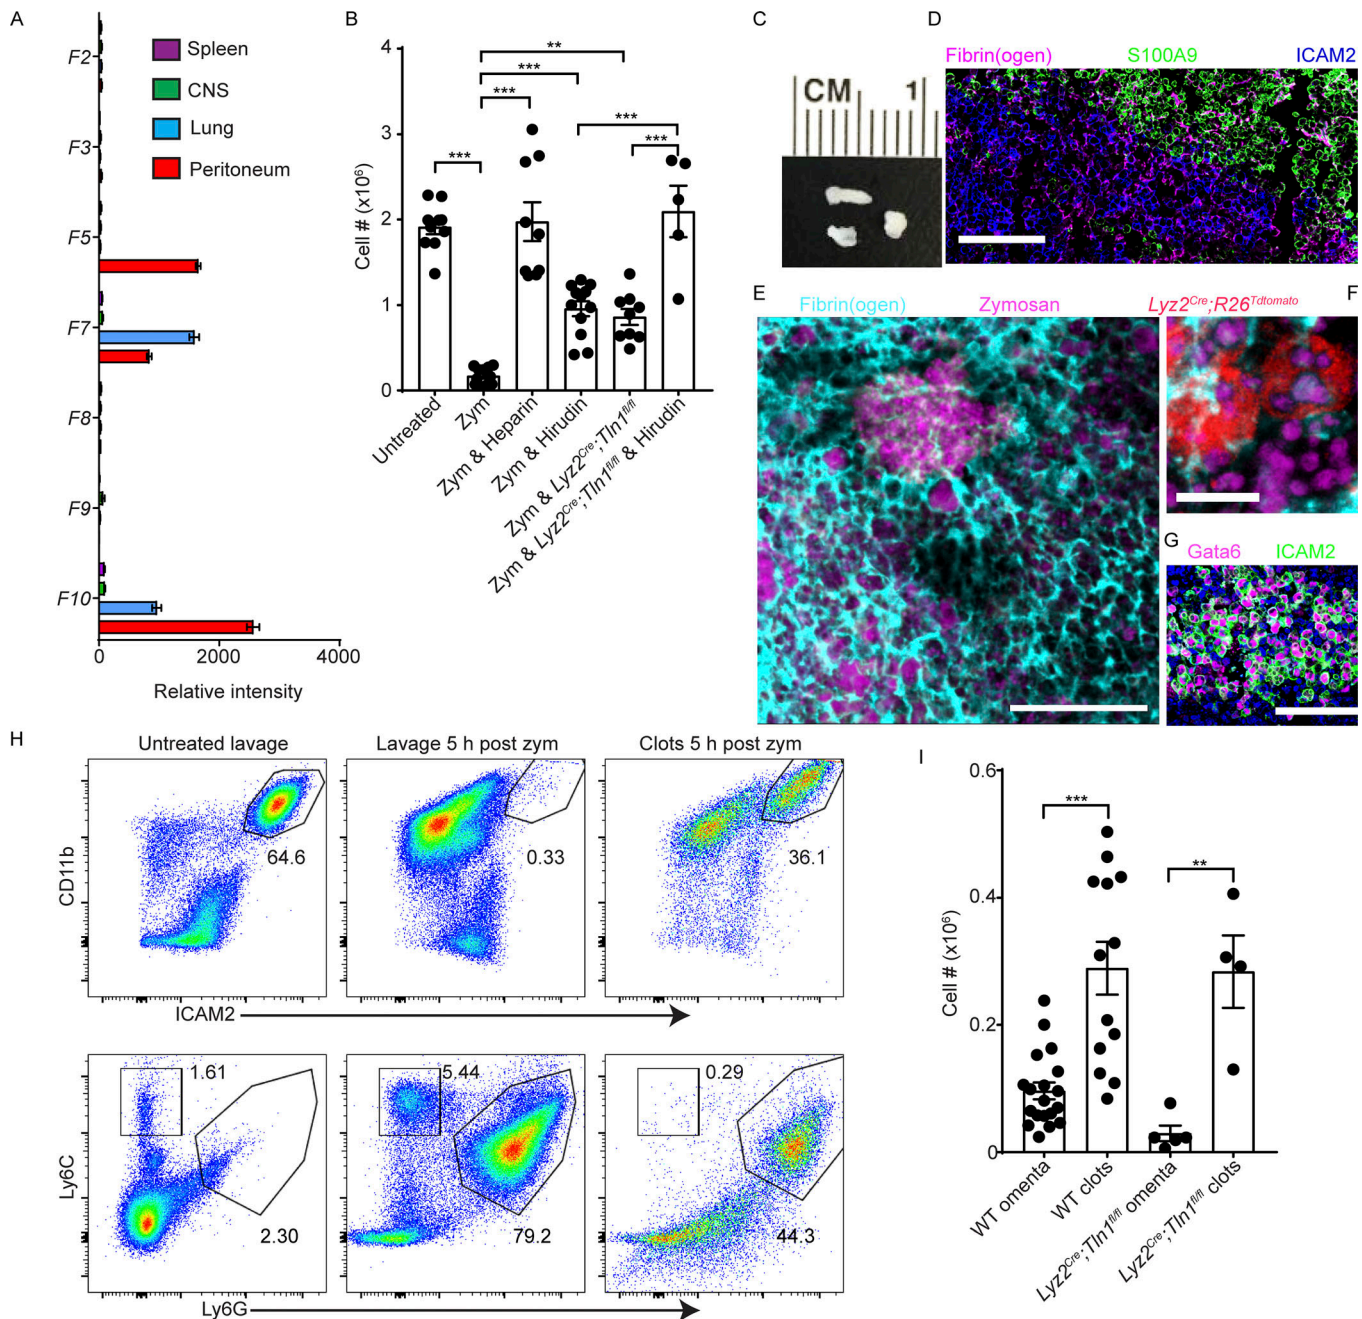 A
Spleen
CNS
Lung
Peritoneum
F2
F3
F5
F7
F8
F9
F10
0 2000 4000
Relative intensity
B
Cell # (x10⁶)
4
3
2
1
0
**
***
***
***
***
***
Untreated
Zym
Zym & Heparin
Zym & Hirudin
Zym & Lyz2^Cre;Tln1^fl/fl
Zym & Lyz2^Cre;Tln1^fl/fl & Hirudin
C
CM 1
D
Fibrin(ogen) S100A9 ICAM2
E
Fibrin(ogen) Zymosan Lyz2^Cre;R26^Tdtomato
F
G
Gata6 ICAM2
H
Untreated lavage Lavage 5 h post zym Clots 5 h post zym
64.6 0.33 36.1
CD11b
ICAM2
1.61 5.44 0.29
2.30 79.2 44.3
Ly6C
Ly6G
I
Cell # (x10⁶)
0.6
0.4
0.2
0
***
**
WT omenta
WT clots
Lyz2^Cre;Tln1^fl/fl omenta
Lyz2^Cre;Tln1^fl/fl clots